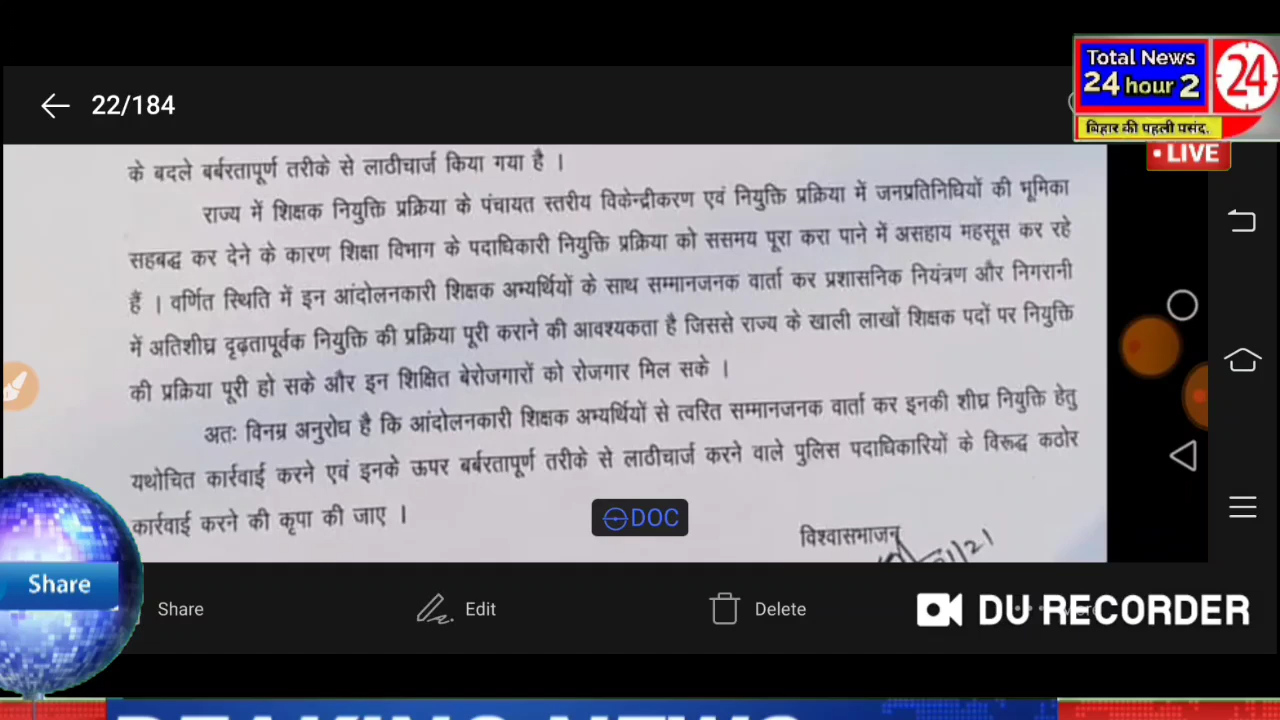 Total News
24 hour 2
24
बिहार की पहली पसंद.
• LIVE
22/184
के बदले बर्बरतापूर्ण तरीके से लाठीचार्ज किया गया है ।
राज्य में शिक्षक नियुक्ति प्रक्रिया के पंचायत स्तरीय विकेन्द्रीकरण एवं नियुक्ति प्रक्रिया में जनप्रतिनिधियों की भूमिका
सहबद्ध कर देने के कारण शिक्षा विभाग के पदाधिकारी नियुक्ति प्रक्रिया को ससमय पूरा करा पाने में असहाय महसूस कर रहे
हैं । वर्णित स्थिति में इन आंदोलनकारी शिक्षक अभ्यर्थियों के साथ सम्मानजनक वार्ता कर प्रशासनिक नियंत्रण और निगरानी
में अतिशीघ्र दृढ़तापूर्वक नियुक्ति की प्रक्रिया पूरी कराने की आवश्यकता है जिससे राज्य के खाली लाखों शिक्षक पदों पर नियुक्ति
की प्रक्रिया पूरी हो सके और इन शिक्षित बेरोजगारों को रोजगार मिल सके ।
अतः विनम्र अनुरोध है कि आंदोलनकारी शिक्षक अभ्यर्थियों से त्वरित सम्मानजनक वार्ता कर इनकी शीघ्र नियुक्ति हेतु
यथोचित कार्रवाई करने एवं इनके ऊपर बर्बरतापूर्ण तरीके से लाठीचार्ज करने वाले पुलिस पदाधिकारियों के विरूद्ध कठोर
कार्रवाई करने की कृपा की जाए ।
DOC
विश्वासभाजन
Share
Share
Edit
Delete
DU RECORDER
BREAKING NEWS